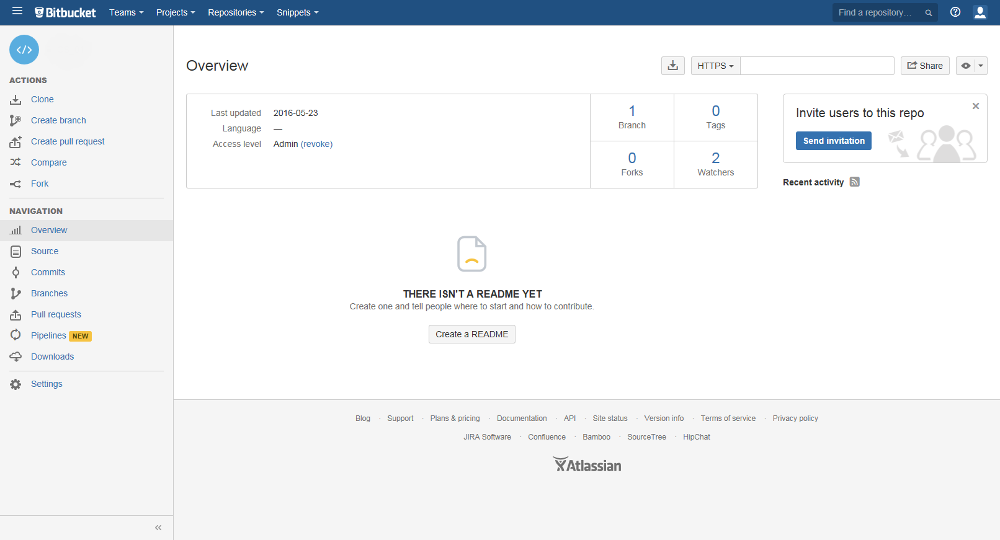 Bitbucket Teams Projects Repositories Snippets Find a repository...
</>
ACTIONS
Clone
Create branch
Create pull request
Compare
Fork
NAVIGATION
Overview
Source
Commits
Branches
Pull requests
Pipelines NEW
Downloads
Settings
Overview
HTTPS Share
Last updated 2016-05-23
Language —
Access level Admin (revoke)
1
Branch
0
Tags
0
Forks
2
Watchers
Invite users to this repo
Send invitation
Recent activity
THERE ISN'T A README YET
Create one and tell people where to start and how to contribute.
Create a README
Blog · Support · Plans & pricing · Documentation · API · Site status · Version info · Terms of service · Privacy policy
JIRA Software · Confluence · Bamboo · SourceTree · HipChat
Atlassian